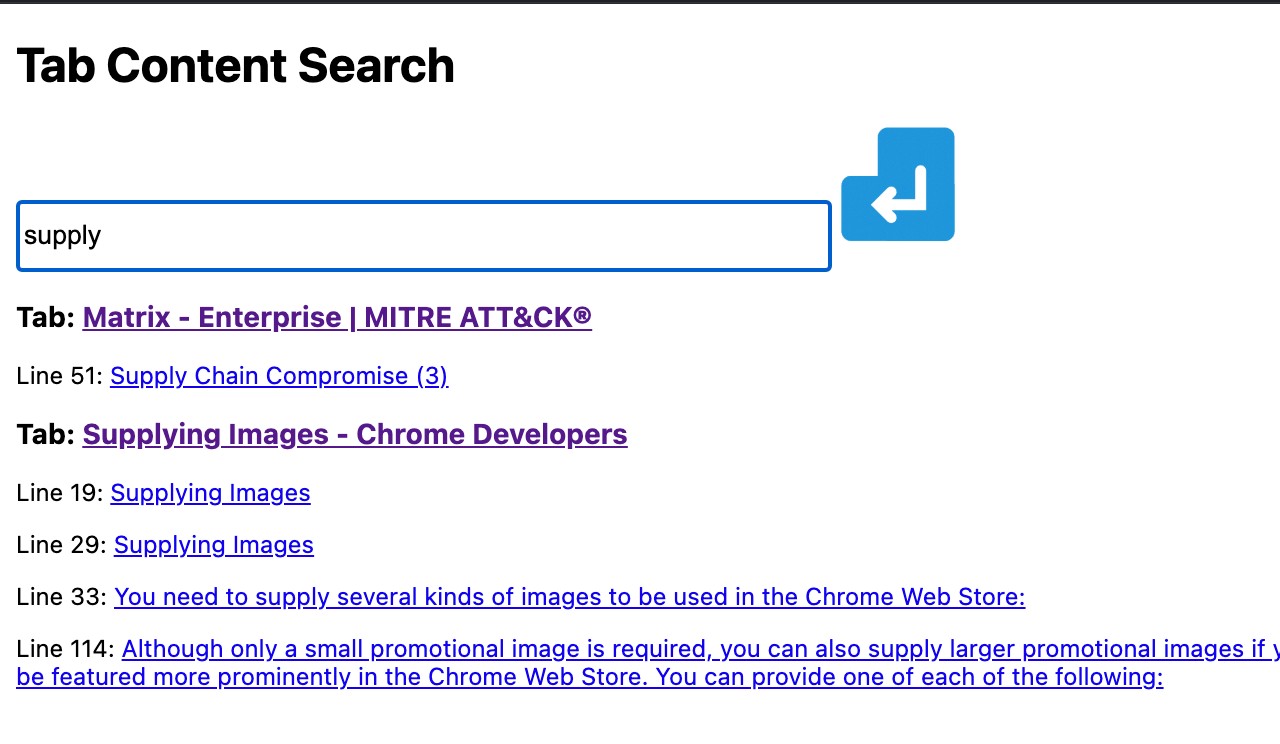 Tab Content Search
supply
Tab: Matrix - Enterprise | MITRE ATT&CK®
Line 51: Supply Chain Compromise (3)
Tab: Supplying Images - Chrome Developers
Line 19: Supplying Images
Line 29: Supplying Images
Line 33: You need to supply several kinds of images to be used in the Chrome Web Store:
Line 114: Although only a small promotional image is required, you can also supply larger promotional images if
be featured more prominently in the Chrome Web Store. You can provide one of each of the following: